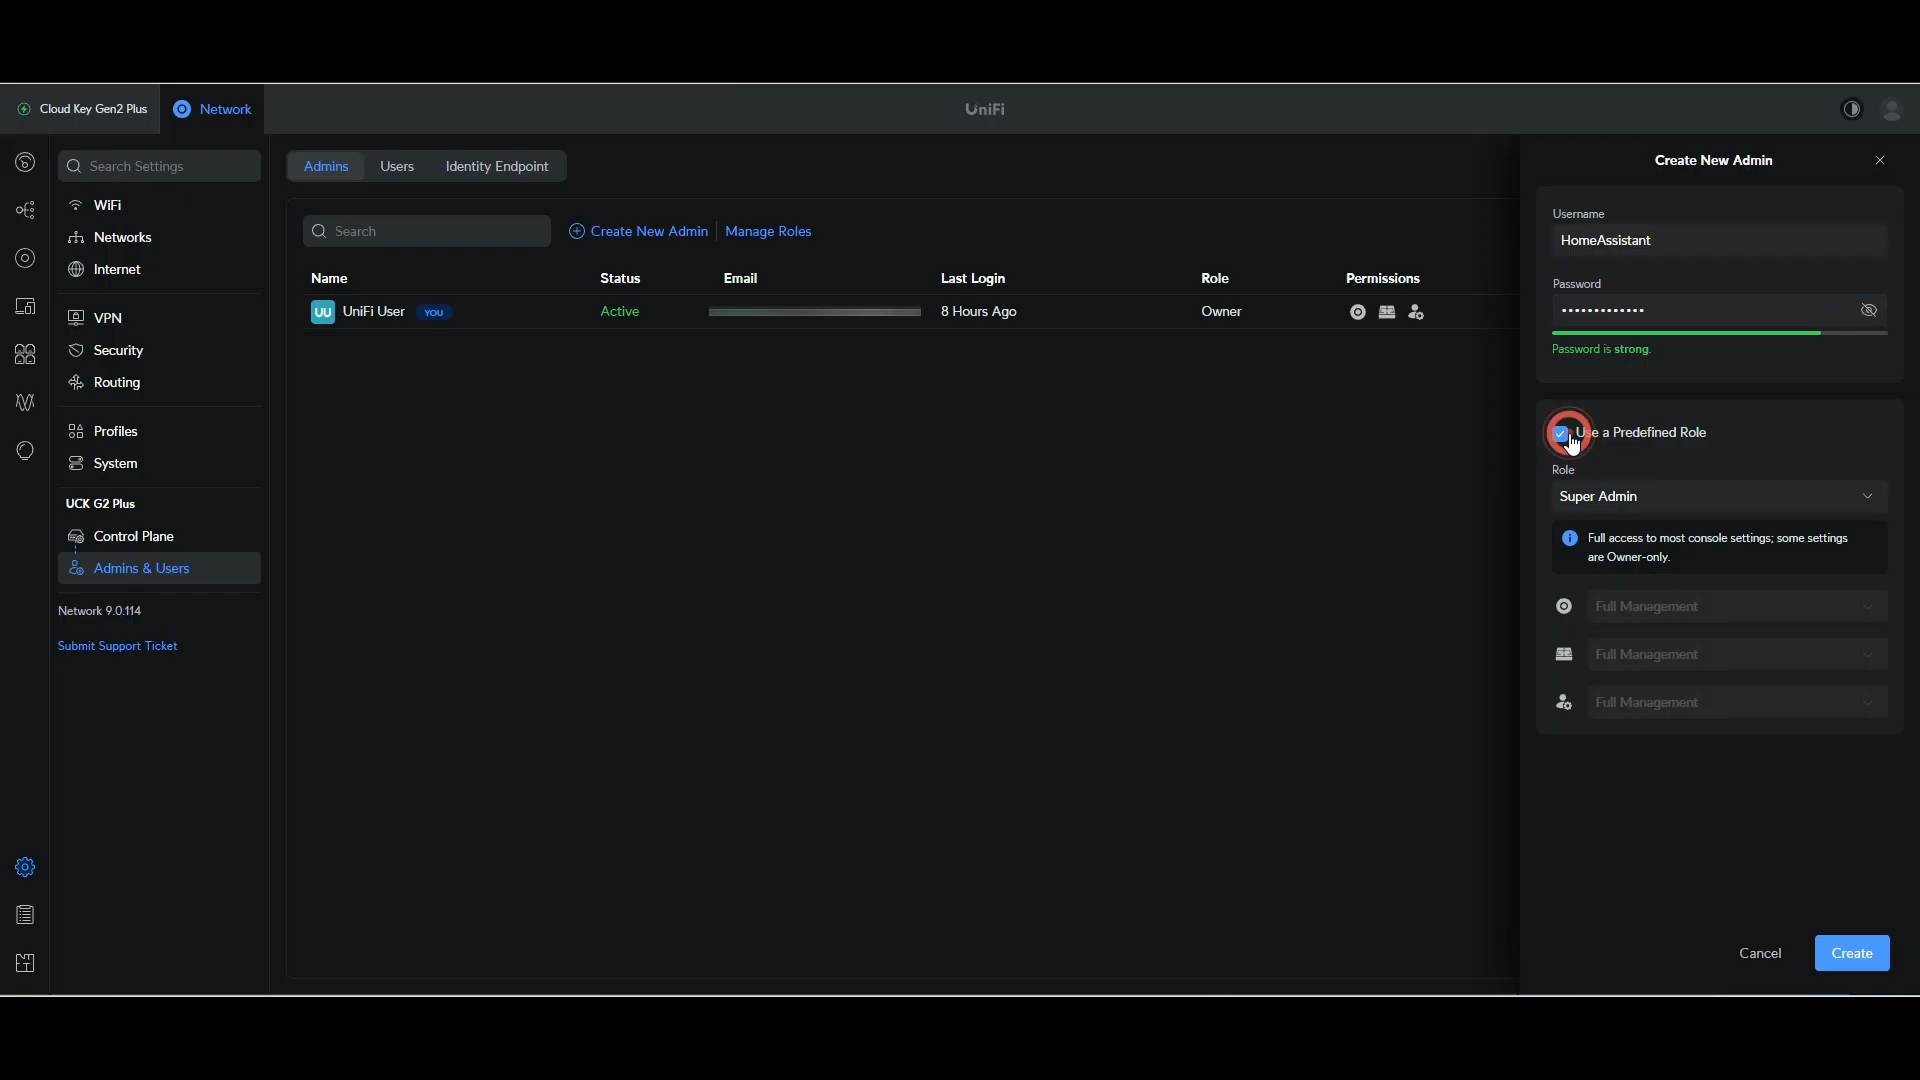 Cloud Key Gen2 Plus
Network
UniFi
Search Settings
WiFi
Networks
Internet
VPN
Security
Routing
Profiles
System
UCK G2 Plus
Control Plane
Admins & Users
Network 9.0.114
Submit Support Ticket
Admins Users Identity Endpoint
Search
Create New Admin Manage Roles
Name Status Email Last Login Role Permissions
UU UniFi User YOU Active 8 Hours Ago Owner
Create New Admin
Username
HomeAssistant
Password
•••••••••••••
Password is strong.
Use a Predefined Role
Role
Super Admin
Full access to most console settings; some settings
are Owner-only.
Full Management
Full Management
Full Management
Cancel Create